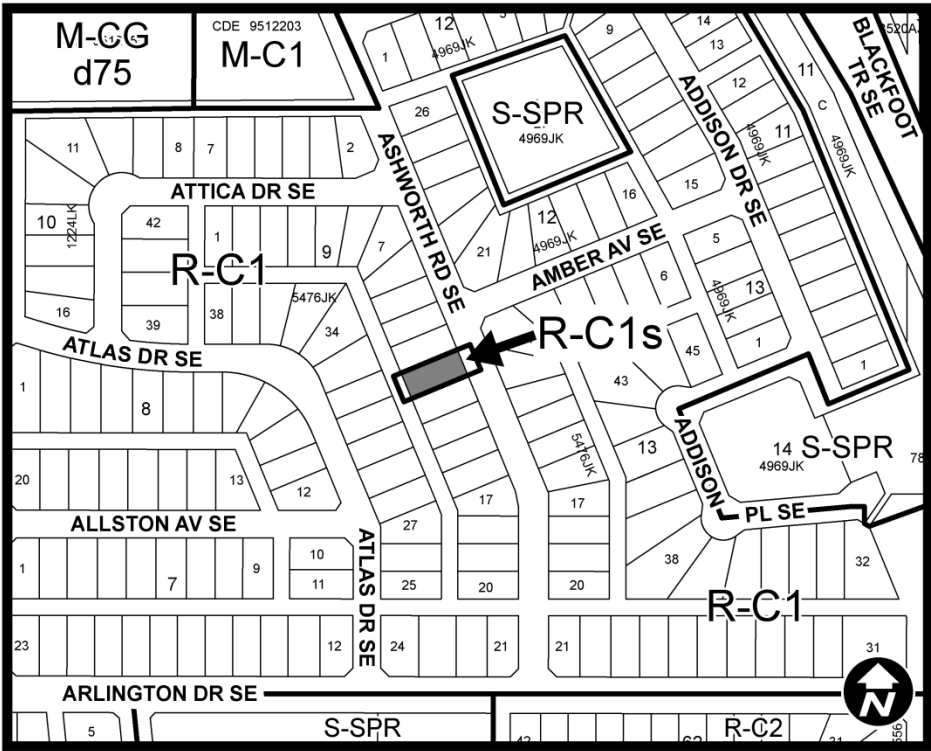 M-CG
d75
CDE 9512203
M-C1
1
12
4969JK
9
14
13
12
11
4969JK
11
C
4969JK
BLACKFOOT
TR SE
26
S-SPR
4969JK
ADDISON DR SE
15
11
8
7
2
ASHWORTH RD SE
ATTICA DR SE
16
12
4969JK
21
AMBER AV SE
5
13
4969JK
1
6
10
1224LK
42
1
9
7
R-C1
5476JK
16
39
38
34
ATLAS DR SE
R-C1s
45
43
1
1
8
13
5476JK
ADDISON
14
4969JK
S-SPR
78
20
13
12
17
17
PL SE
ALLSTON AV SE
27
ATLAS DR SE
1
7
9
10
11
25
20
20
38
32
R-C1
23
12
24
21
21
31
ARLINGTON DR SE
N
5
S-SPR
R-C2